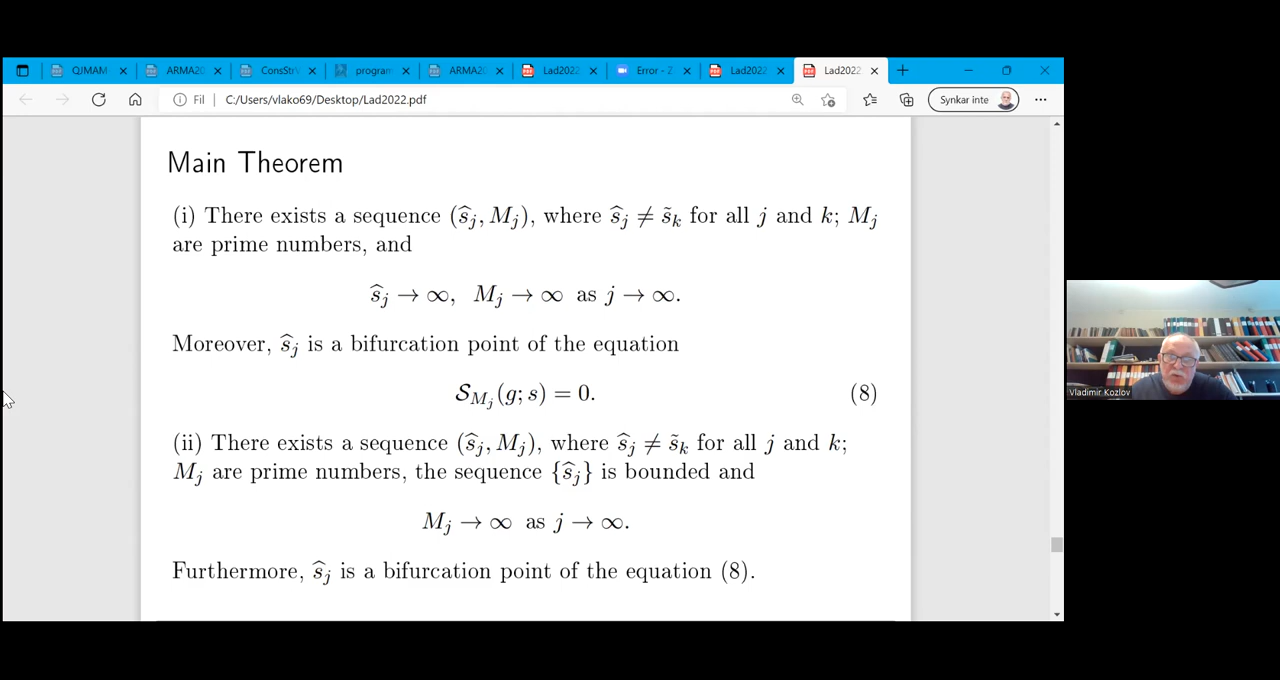 QJMAM
ARMA20
ConsStrV
program
ARMA20
Lad2022
Error - Z
Lad2022
Lad2022.
Fil | C:/Users/vlako69/Desktop/Lad2022.pdf
Synkar inte
Main Theorem
(i) There exists a sequence (ŝ_j, M_j), where ŝ_j ≠ s̃_k for all j and k; M_j
are prime numbers, and
ŝ_j → ∞, M_j → ∞ as j → ∞.
Moreover, ŝ_j is a bifurcation point of the equation
𝒮_{M_j}(g; s) = 0. (8)
(ii) There exists a sequence (ŝ_j, M_j), where ŝ_j ≠ s̃_k for all j and k;
M_j are prime numbers, the sequence {ŝ_j} is bounded and
M_j → ∞ as j → ∞.
Furthermore, ŝ_j is a bifurcation point of the equation (8).
Vladimir Kozlov